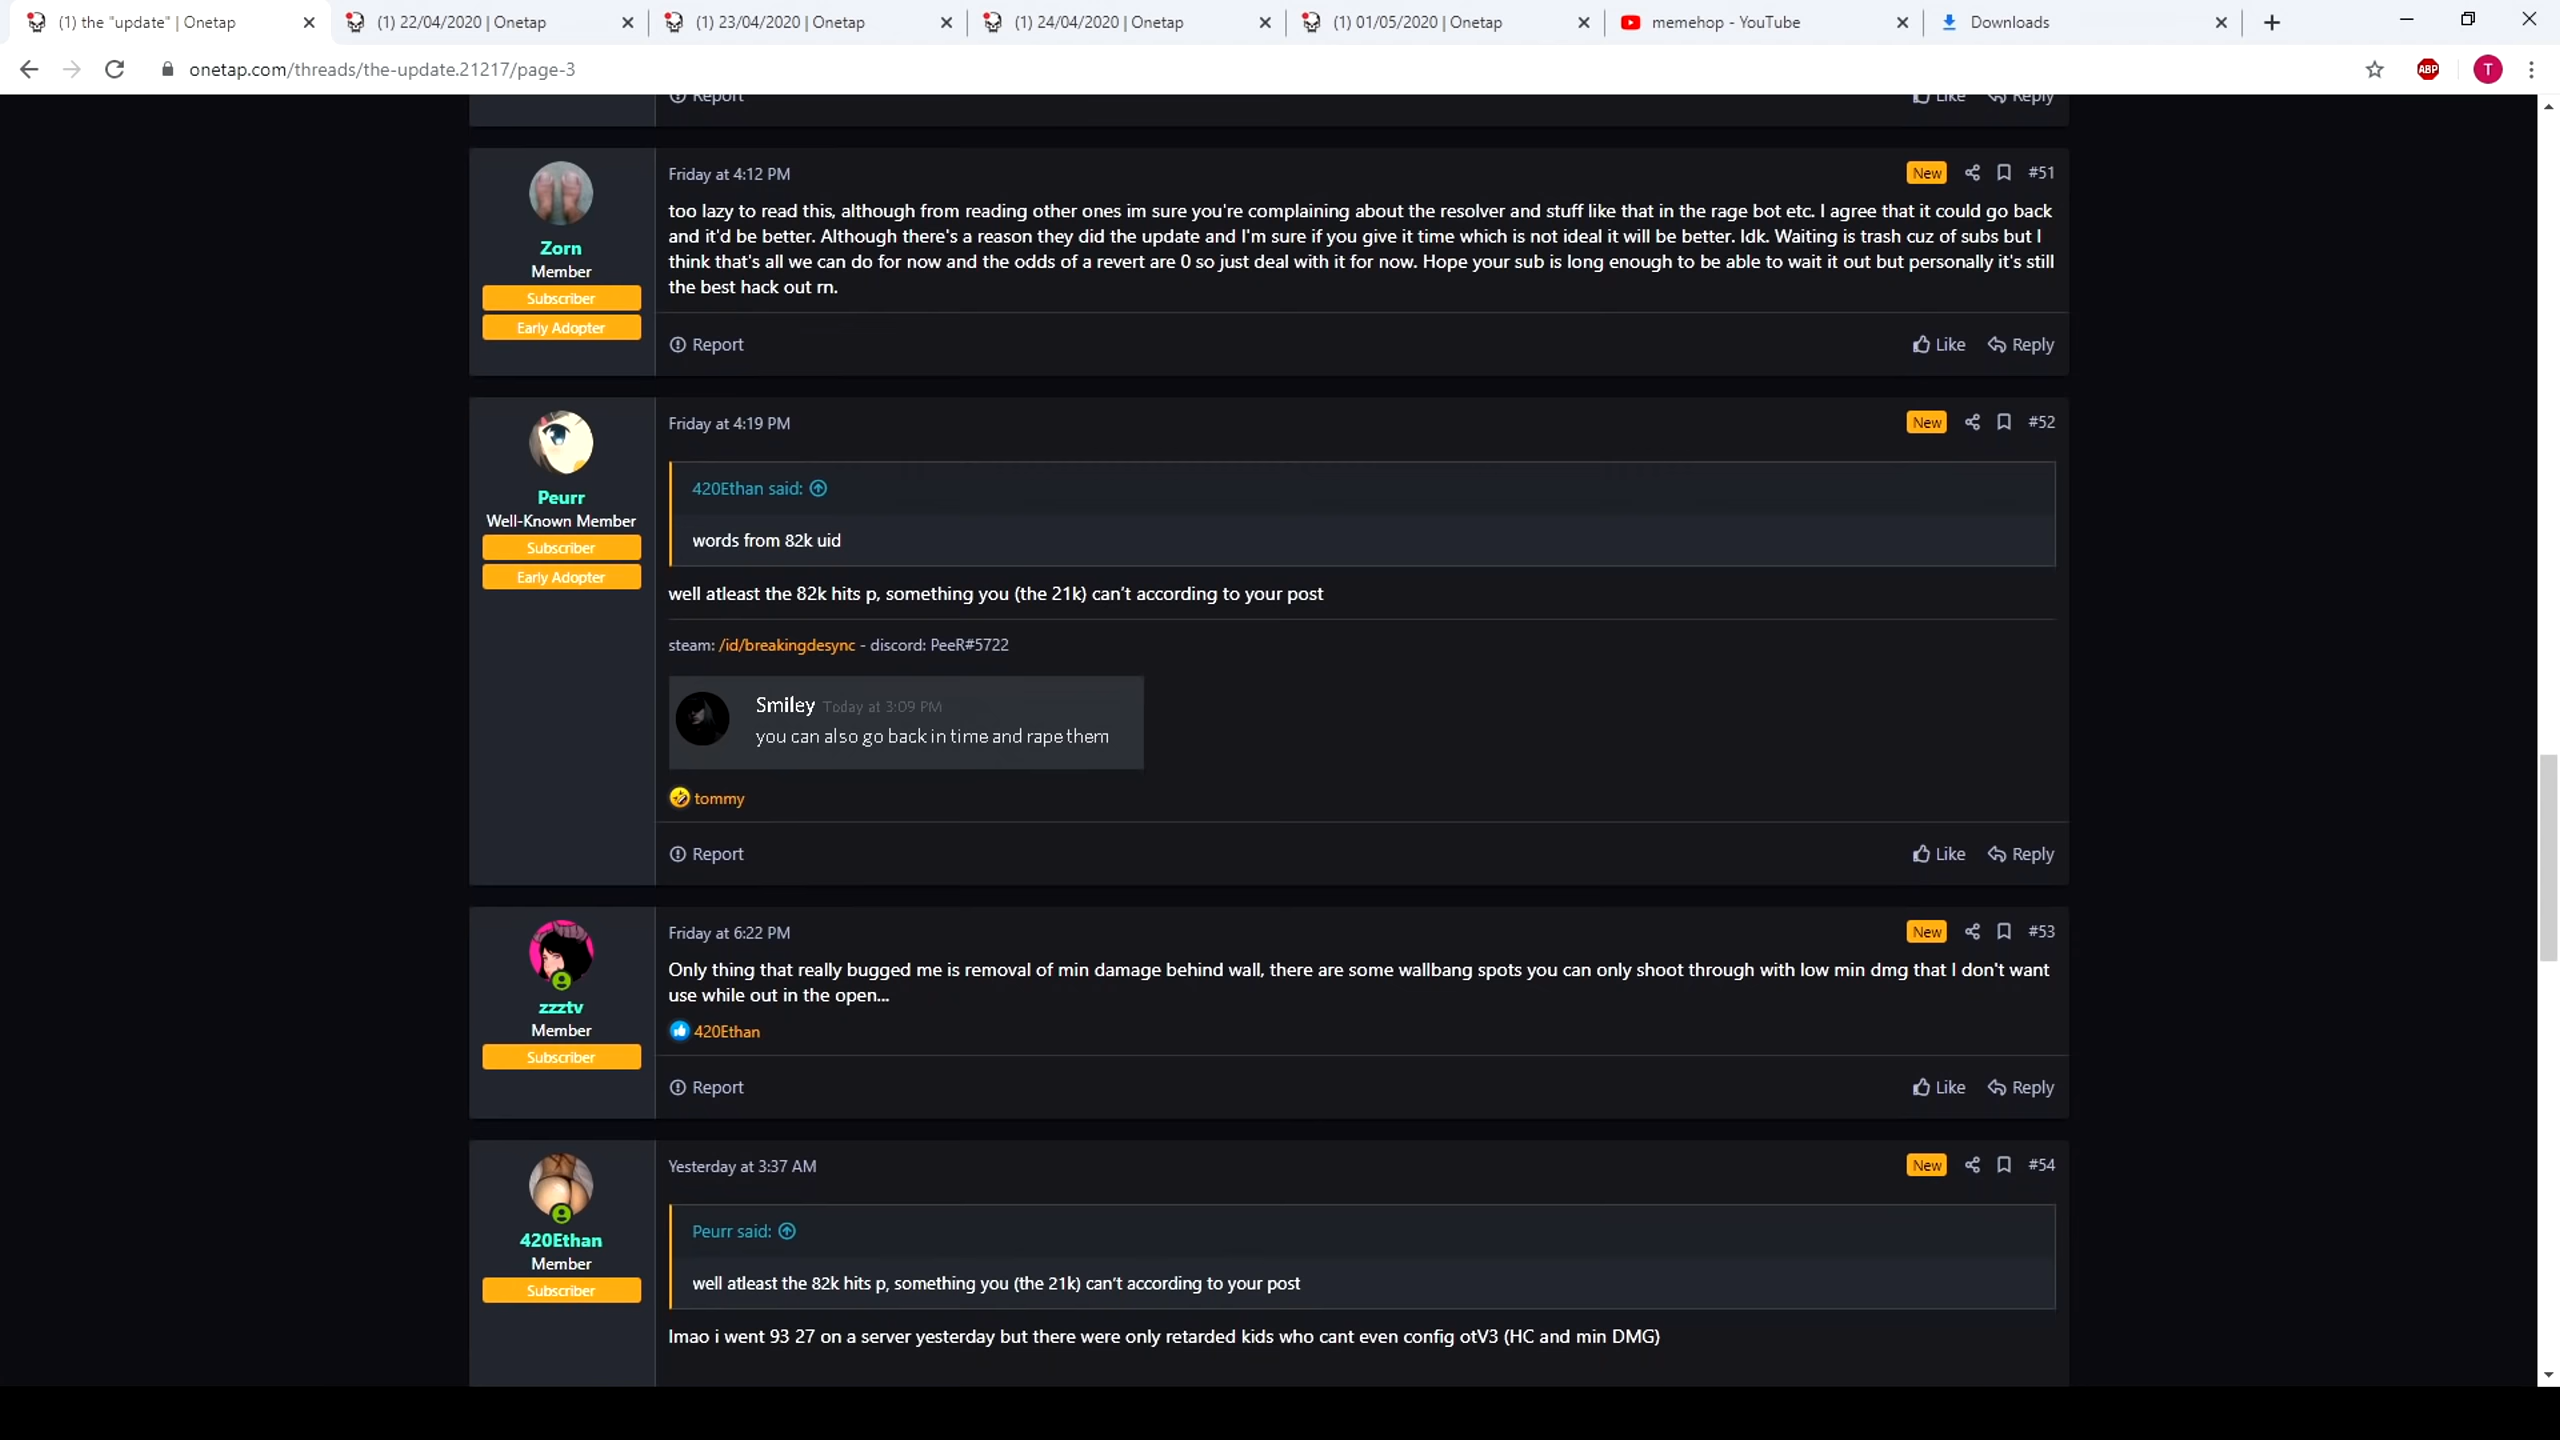 (1) the "update" | Onetap
(1) 22/04/2020 | Onetap
(1) 23/04/2020 | Onetap
(1) 24/04/2020 | Onetap
(1) 01/05/2020 | Onetap
memehop - YouTube
Downloads
onetap.com/threads/the-update.21217/page-3
ABP
T
Report
Like Reply
Zorn
Member
Subscriber
Early Adopter
Friday at 4:12 PM
New #51
too lazy to read this, although from reading other ones im sure you're complaining about the resolver and stuff like that in the rage bot etc. I agree that it could go back
and it'd be better. Although there's a reason they did the update and I'm sure if you give it time which is not ideal it will be better. Idk. Waiting is trash cuz of subs but I
think that's all we can do for now and the odds of a revert are 0 so just deal with it for now. Hope your sub is long enough to be able to wait it out but personally it's still
the best hack out rn.
Report
Like Reply
Peurr
Well-Known Member
Subscriber
Early Adopter
Friday at 4:19 PM
New #52
420Ethan said:
words from 82k uid
well atleast the 82k hits p, something you (the 21k) can't according to your post
steam: /id/breakingdesync - discord: PeeR#5722
Smiley Today at 3:09 PM
you can also go back in time and rape them
tommy
Report
Like Reply
zzztv
Member
Subscriber
Friday at 6:22 PM
New #53
Only thing that really bugged me is removal of min damage behind wall, there are some wallbang spots you can only shoot through with low min dmg that I don't want
use while out in the open...
420Ethan
Report
Like Reply
420Ethan
Member
Subscriber
Yesterday at 3:37 AM
New #54
Peurr said:
well atleast the 82k hits p, something you (the 21k) can't according to your post
lmao i went 93 27 on a server yesterday but there were only retarded kids who cant even config otV3 (HC and min DMG)